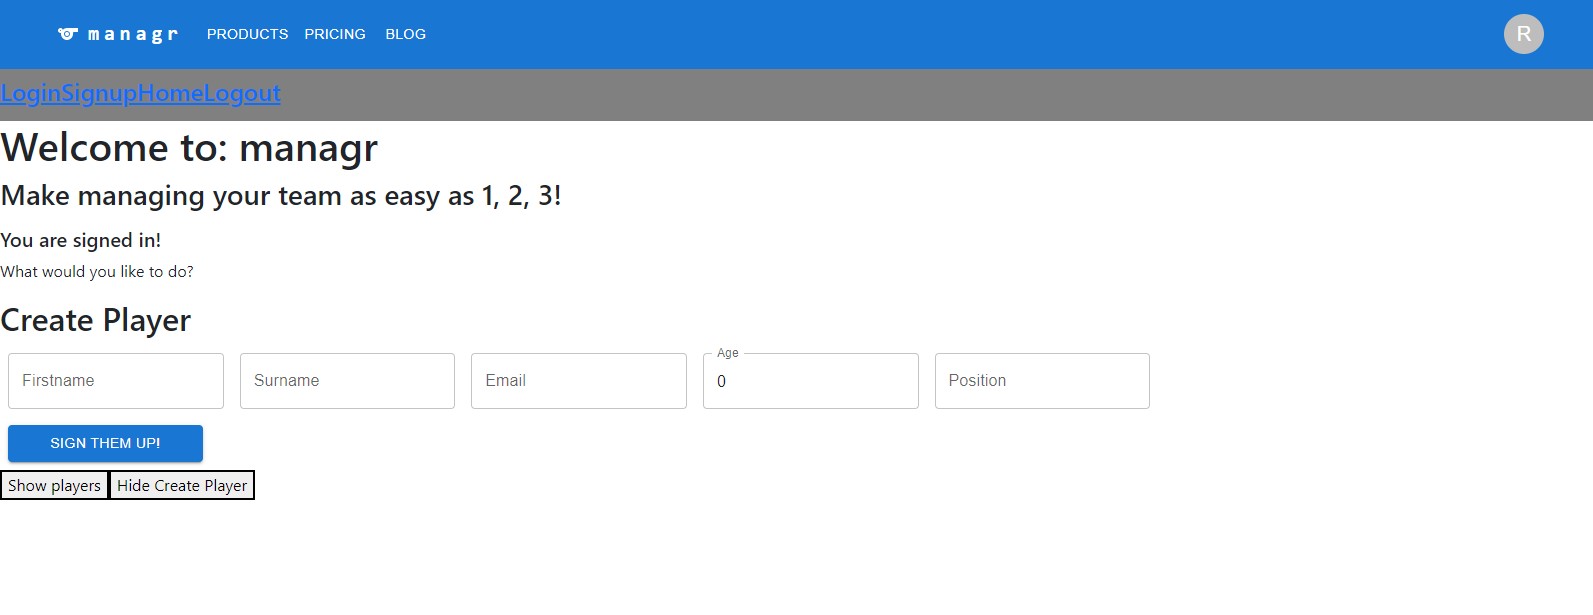 managr PRODUCTS PRICING BLOG R
LoginSignupHomeLogout
Welcome to: managr
Make managing your team as easy as 1, 2, 3!
You are signed in!
What would you like to do?
Create Player
Age
Firstname Surname Email 0 Position
SIGN THEM UP!
Show players Hide Create Player